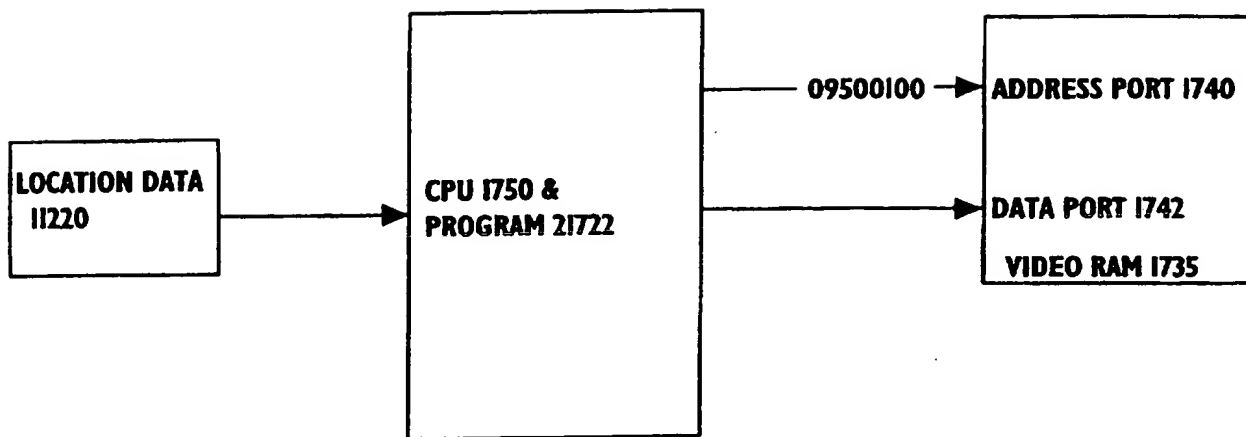 LOCATION DATA
11220
CPU 1750 &
PROGRAM 21722
09500100
ADDRESS PORT 1740
DATA PORT 1742
VIDEO RAM 1735